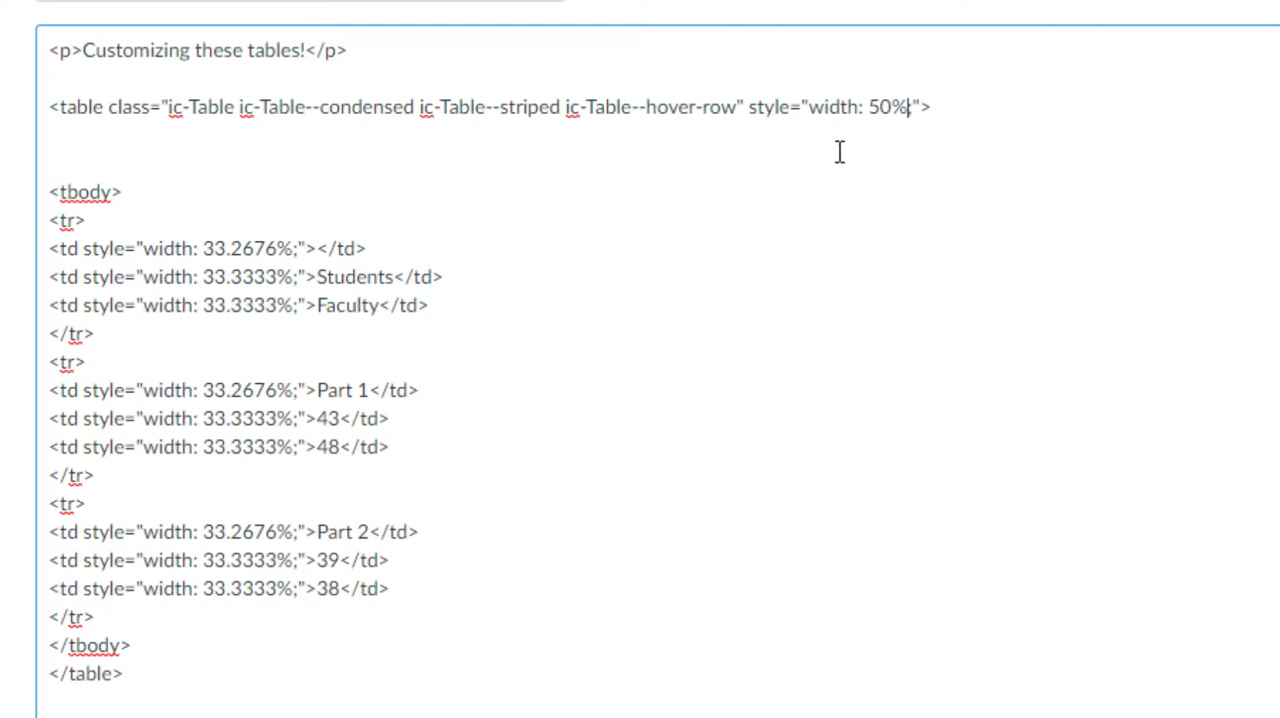 <p>Customizing these tables!</p>
<table class="ic-Table ic-Table--condensed ic-Table--striped ic-Table--hover-row" style="width: 50%;">
<tbody>
<tr>
<td style="width: 33.2676%;"></td>
<td style="width: 33.3333%;">Students</td>
<td style="width: 33.3333%;">Faculty</td>
</tr>
<tr>
<td style="width: 33.2676%;">Part 1</td>
<td style="width: 33.3333%;">43</td>
<td style="width: 33.3333%;">48</td>
</tr>
<tr>
<td style="width: 33.2676%;">Part 2</td>
<td style="width: 33.3333%;">39</td>
<td style="width: 33.3333%;">38</td>
</tr>
</tbody>
</table>